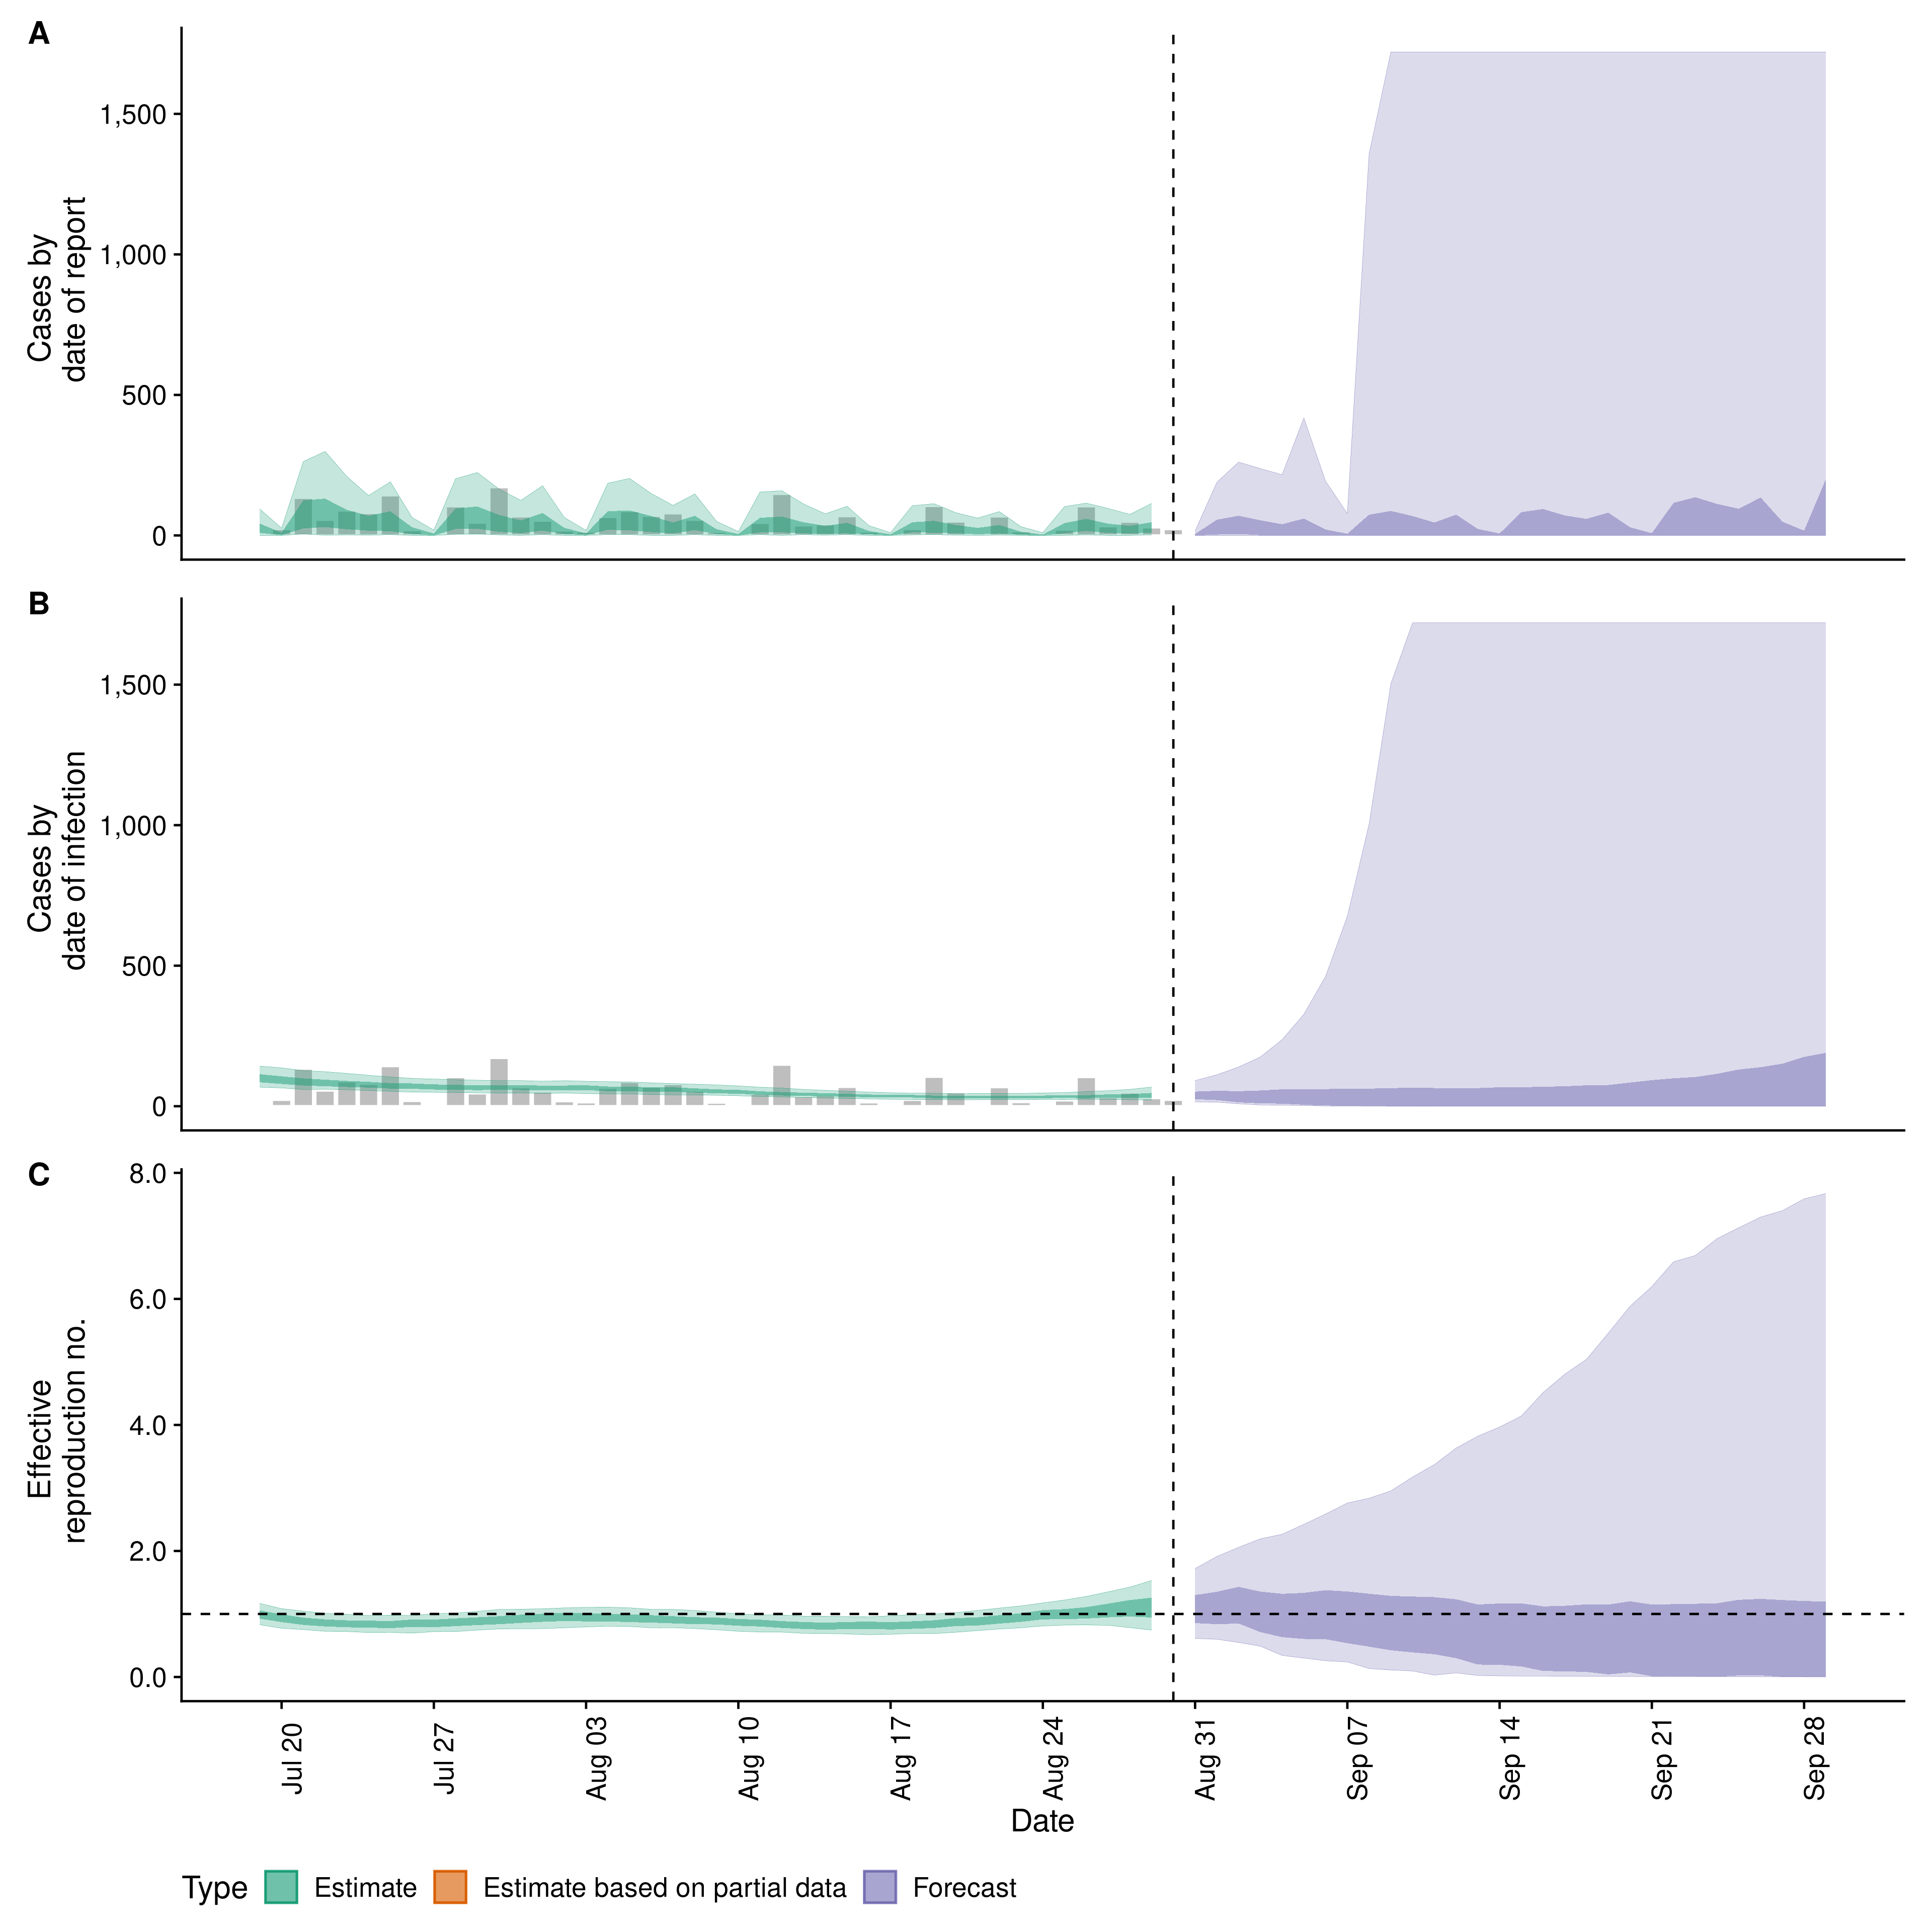 A
Cases by
date of report
1,500
1,000
500
0
B
Cases by
date of infection
1,500
1,000
500
0
C
Effective
reproduction no.
8.0
6.0
4.0
2.0
0.0
Jul 20
Jul 27
Aug 03
Aug 10
Aug 17
Aug 24
Aug 31
Sep 07
Sep 14
Sep 21
Sep 28
Date
Type Estimate Estimate based on partial data Forecast